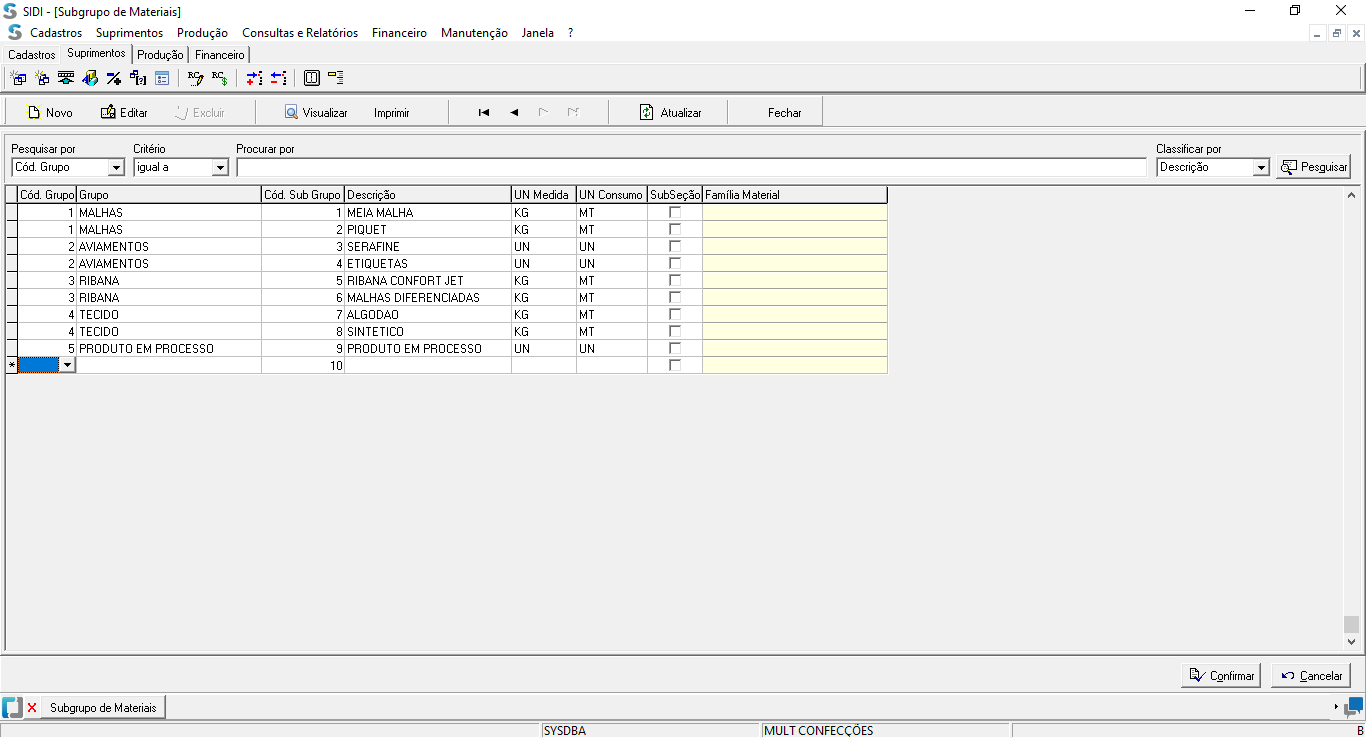 SIDI - [Subgrupo de Materiais]
Cadastros Suprimentos Produção Consultas e Relatórios Financeiro Manutenção Janela ?
Cadastros Suprimentos Produção Financeiro
Novo Editar Excluir Visualizar Imprimir Atualizar Fechar
Pesquisar por Critério Procurar por Classificar por
Cód. Grupo igual a Descrição Pesquisar
Cód. Grupo Grupo Cód. Sub Grupo Descrição UN Medida UN Consumo SubSeção Família Material
1 MALHAS 1 MEIA MALHA KG MT
1 MALHAS 2 PIQUET KG MT
2 AVIAMENTOS 3 SERAFINE UN UN
2 AVIAMENTOS 4 ETIQUETAS UN UN
3 RIBANA 5 RIBANA CONFORT JET KG MT
3 RIBANA 6 MALHAS DIFERENCIADAS KG MT
4 TECIDO 7 ALGODAO KG MT
4 TECIDO 8 SINTETICO KG MT
5 PRODUTO EM PROCESSO 9 PRODUTO EM PROCESSO UN UN
* 10
Confirmar Cancelar
Subgrupo de Materiais
SYSDBA MULT CONFECÇÕES B